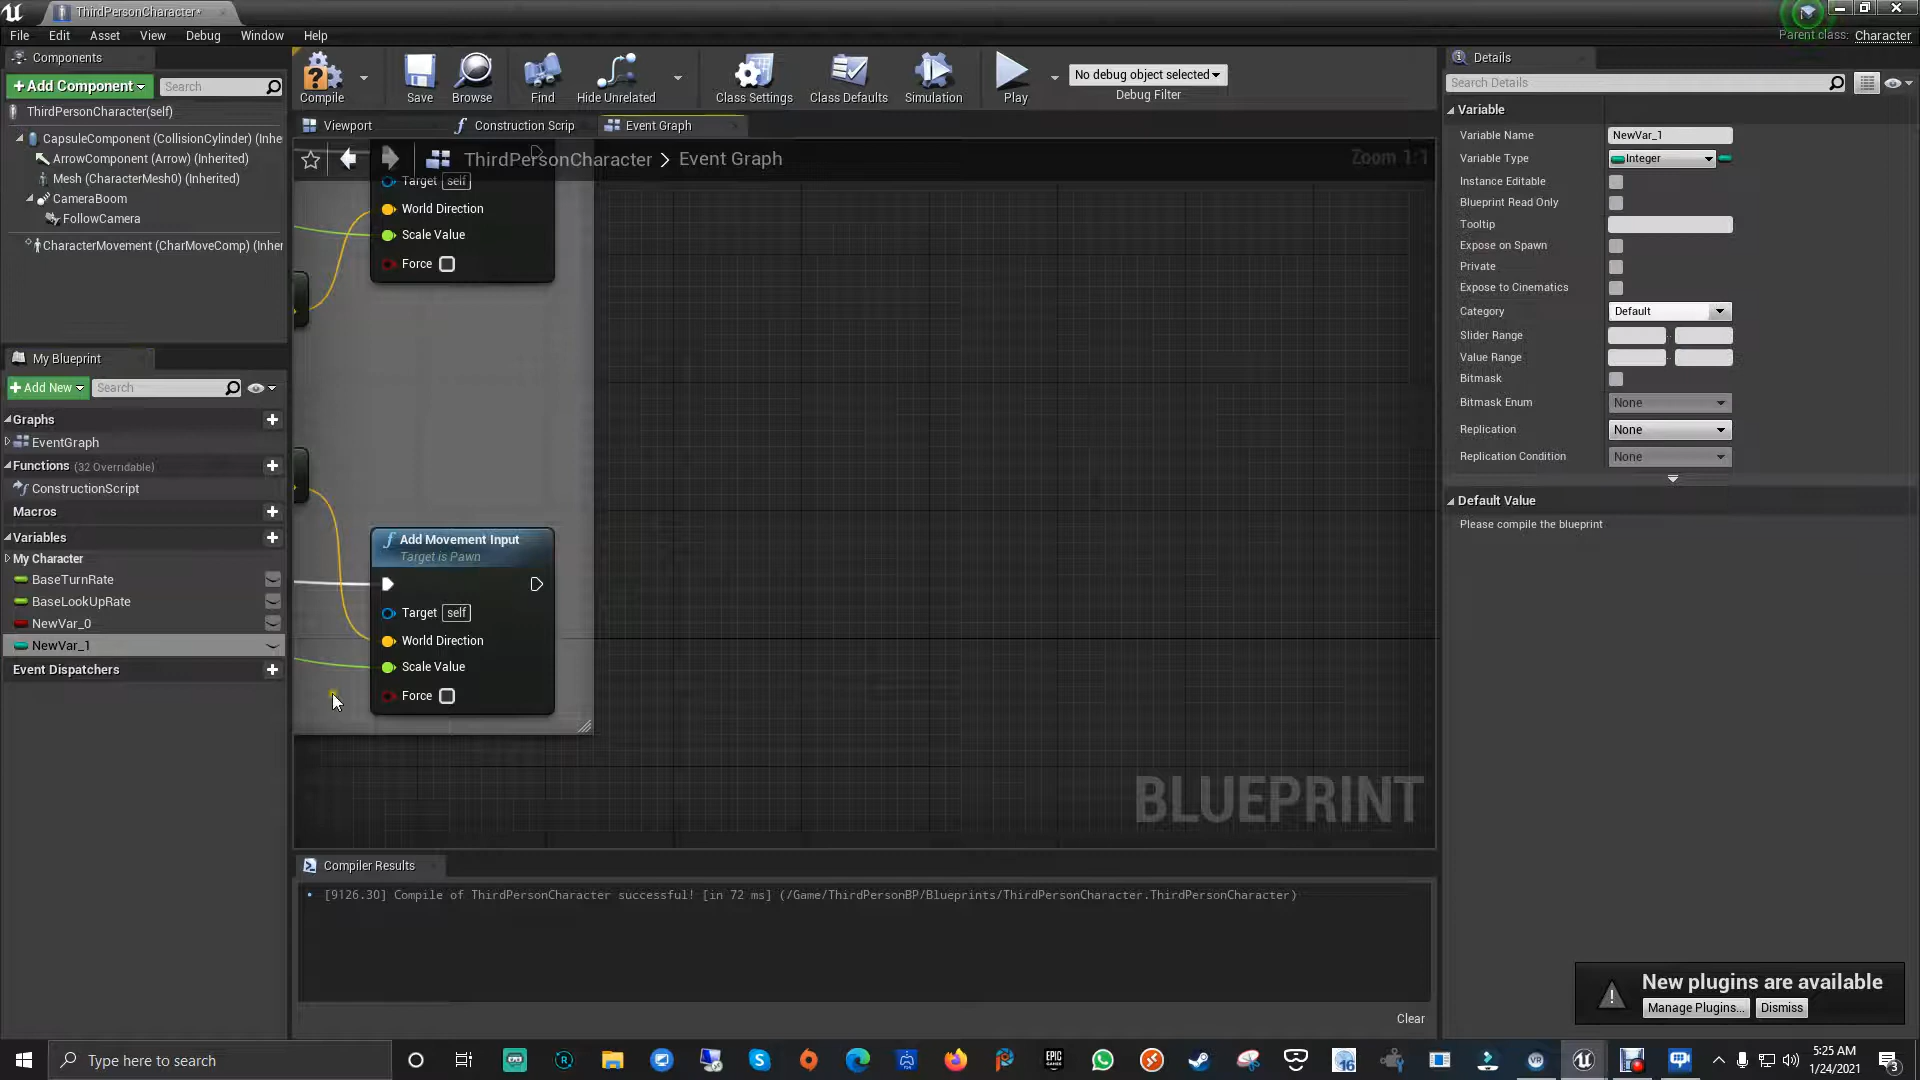 ThirdPersonCharacter*
File Edit Asset View Debug Window Help
Parent class: Character
Components
+Add Component
Search
ThirdPersonCharacter(self)
CapsuleComponent (CollisionCylinder) (Inhe
ArrowComponent (Arrow) (Inherited)
Mesh (CharacterMesh0) (Inherited)
CameraBoom
FollowCamera
CharacterMovement (CharMoveComp) (Inher
My Blueprint
+Add New
Search
Graphs
EventGraph
Functions (32 Overridable)
ConstructionScript
Macros
Variables
My Character
BaseTurnRate
BaseLookUpRate
NewVar_0
NewVar_1
Event Dispatchers
Compile
Save
Browse
Find
Hide Unrelated
Class Settings
Class Defaults
Simulation
Play
No debug object selected
Debug Filter
Viewport
Construction Scrip
Event Graph
ThirdPersonCharacter > Event Graph
Zoom 1:1
Target self
World Direction
Scale Value
Force
Add Movement Input
Target is Pawn
Target self
World Direction
Scale Value
Force
BLUEPRINT
Compiler Results
[9126.30] Compile of ThirdPersonCharacter successful! [in 72 ms] (/Game/ThirdPersonBP/Blueprints/ThirdPersonCharacter.ThirdPersonCharacter)
Clear
Details
Search Details
Variable
Variable Name NewVar_1
Variable Type Integer
Instance Editable
Blueprint Read Only
Tooltip
Expose on Spawn
Private
Expose to Cinematics
Category Default
Slider Range
Value Range
Bitmask
Bitmask Enum None
Replication None
Replication Condition None
Default Value
Please compile the blueprint
New plugins are available
Manage Plugins...
Dismiss
Type here to search
EPIC GAMES
16
VR
5:25 AM
1/24/2021
3